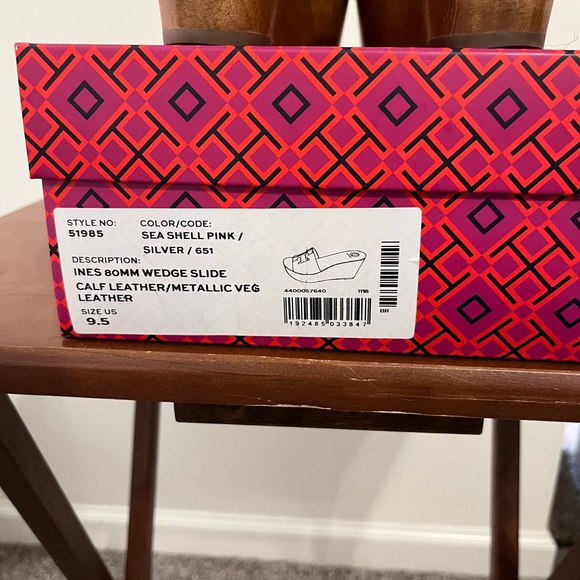 STYLE NO: COLOR/CODE:
51985 SEA SHELL PINK /
SILVER / 651
DESCRIPTION:
INES 80MM WEDGE SLIDE
CALF LEATHER/METALLIC VEG
LEATHER
SIZE US
9.5
4400057640 1118
192485033847
BR